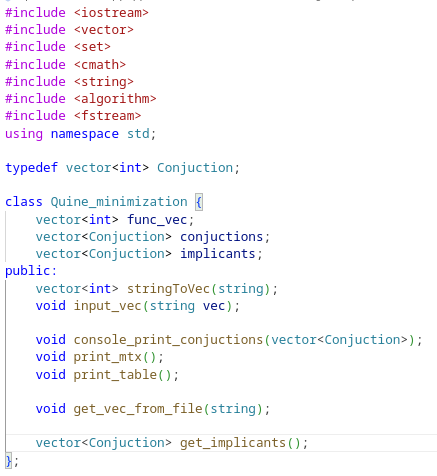 #include <iostream>
#include <vector>
#include <set>
#include <cmath>
#include <string>
#include <algorithm>
#include <fstream>
using namespace std;

typedef vector<int> Conjuction;

class Quine_minimization {
    vector<int> func_vec;
    vector<Conjuction> conjuctions;
    vector<Conjuction> implicants;
public:
    vector<int> stringToVec(string);
    void input_vec(string vec);

    void console_print_conjuctions(vector<Conjuction>);
    void print_mtx();
    void print_table();

    void get_vec_from_file(string);

    vector<Conjuction> get_implicants();
};